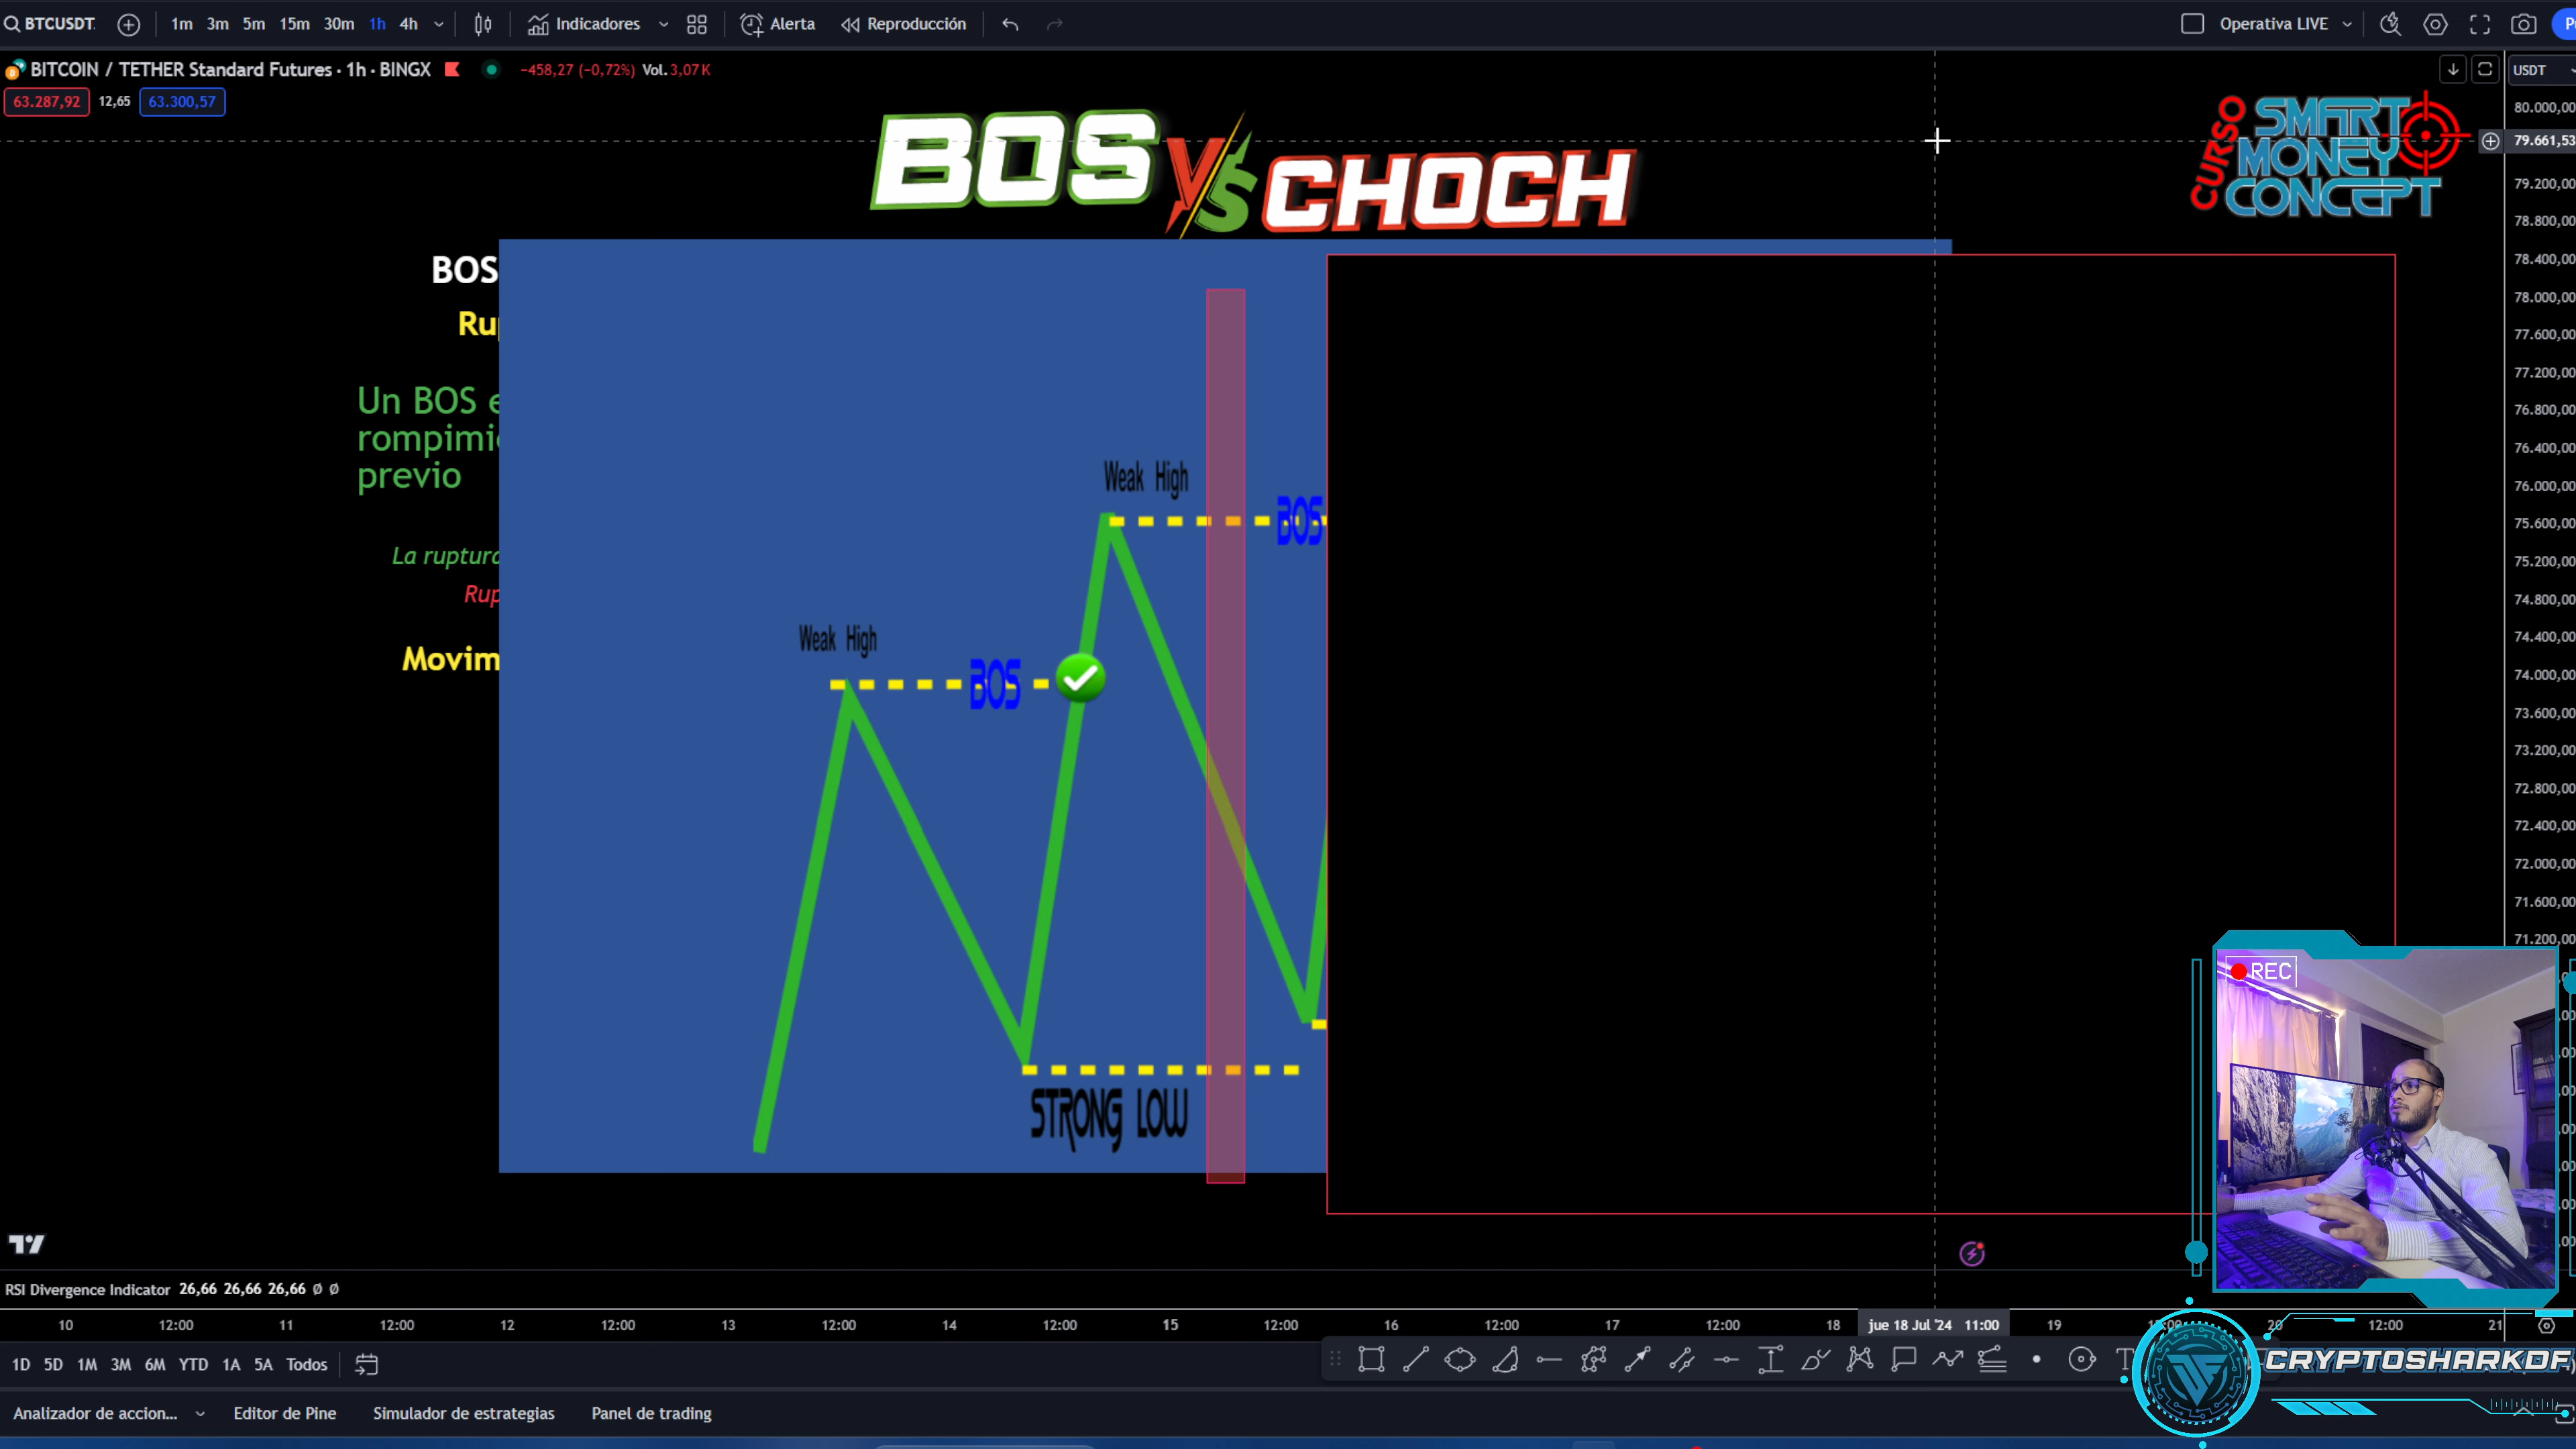 BTCUSDT. 1m 3m 5m 15m 30m 1h 4h Indicadores Alerta Reproducción Operativa LIVE
BITCOIN / TETHER Standard Futures · 1h · BINGX −458,27 (−0,72%) Vol. 3,07 K USDT
63.287,92 12,65 63.300,57
BOS VS CHOCH
CURSO SMART MONEY CONCEPT
80.000,00
79.661,53
79.200,00
78.800,00
78.400,00
78.000,00
77.600,00
77.200,00
76.800,00
76.400,00
76.000,00
75.600,00
75.200,00
74.800,00
74.400,00
74.000,00
73.600,00
73.200,00
72.800,00
72.400,00
72.000,00
71.600,00
71.200,00
BOS
Rup
Un BOS e
rompimie
previo
La ruptura
Rup
Movim
Weak High
BOS
Weak High
BOS
STRONG LOW
REC
RSI Divergence Indicator 26,66 26,66 26,66 ø ø
10 12:00 11 12:00 12 12:00 13 12:00 14 12:00 15 12:00 16 12:00 17 12:00 18 jue 18 Jul '24 11:00 19 20 12:00 21
1D 5D 1M 3M 6M YTD 1A 5A Todos
CRYPTOSHARKDF
Analizador de accion... Editor de Pine Simulador de estrategias Panel de trading